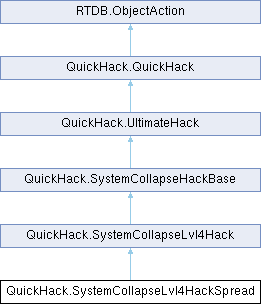 RTDB.ObjectAction
QuickHack.QuickHack
QuickHack.UltimateHack
QuickHack.SystemCollapseHackBase
QuickHack.SystemCollapseLvl4Hack
QuickHack.SystemCollapseLvl4HackSpread